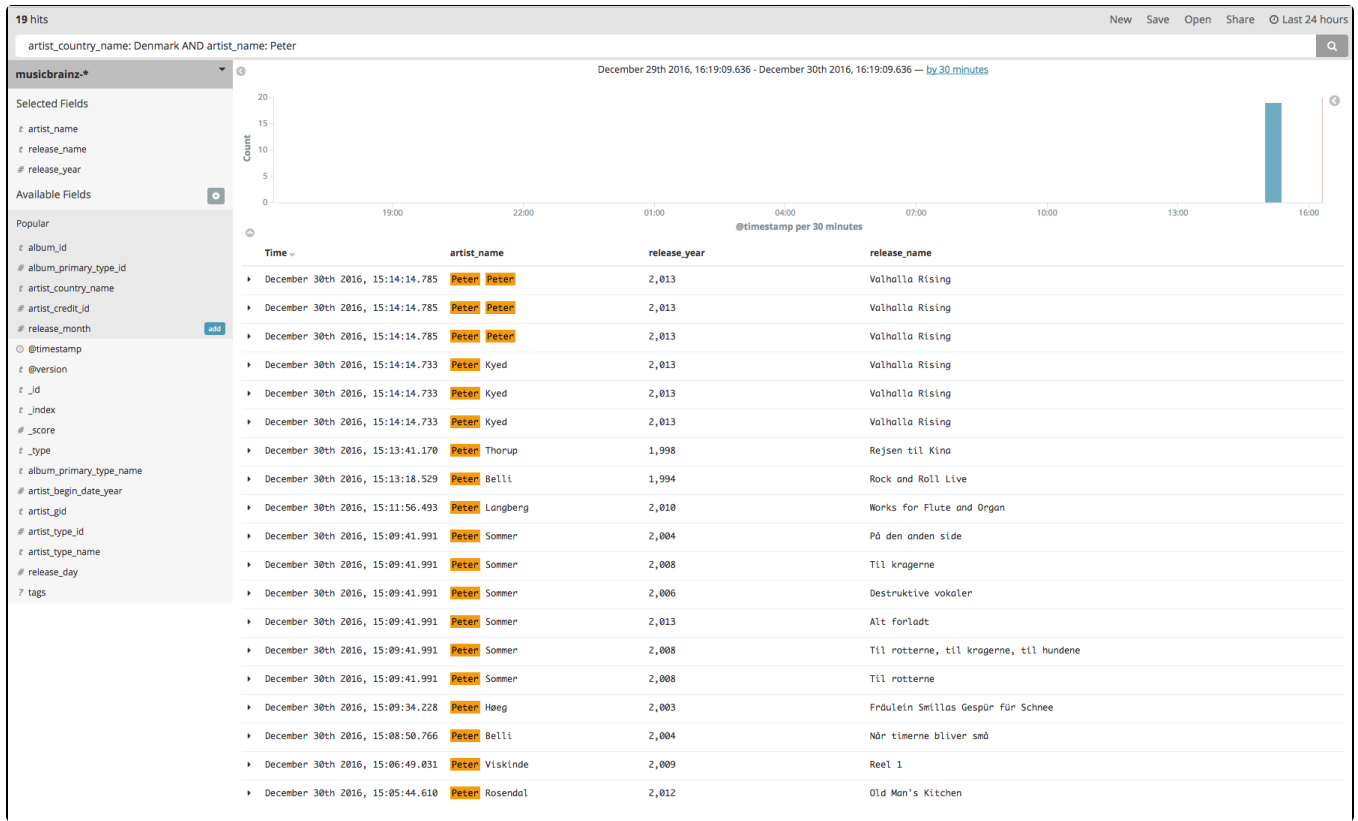 19 hits
New Save Open Share Last 24 hours
artist_country_name: Denmark AND artist_name: Peter
musicbrainz-*
December 29th 2016, 16:19:09.636 - December 30th 2016, 16:19:09.636 — by 30 minutes
Selected Fields
t artist_name
t release_name
# release_year
Available Fields
Popular
t album_id
# album_primary_type_id
t artist_country_name
# artist_credit_id
# release_month add
@timestamp
t @version
t _id
t _index
# _score
t _type
t album_primary_type_name
# artist_begin_date_year
t artist_gid
# artist_type_id
t artist_type_name
# release_day
? tags
Count
20
15
10
5
0
19:00 22:00 01:00 04:00 07:00 10:00 13:00 16:00
@timestamp per 30 minutes
Time artist_name release_year release_name
December 30th 2016, 15:14:14.785 Peter Peter 2,013 Valhalla Rising
December 30th 2016, 15:14:14.785 Peter Peter 2,013 Valhalla Rising
December 30th 2016, 15:14:14.785 Peter Peter 2,013 Valhalla Rising
December 30th 2016, 15:14:14.733 Peter Kyed 2,013 Valhalla Rising
December 30th 2016, 15:14:14.733 Peter Kyed 2,013 Valhalla Rising
December 30th 2016, 15:14:14.733 Peter Kyed 2,013 Valhalla Rising
December 30th 2016, 15:13:41.170 Peter Thorup 1,998 Rejsen til Kina
December 30th 2016, 15:13:18.529 Peter Belli 1,994 Rock and Roll Live
December 30th 2016, 15:11:56.493 Peter Langberg 2,010 Works for Flute and Organ
December 30th 2016, 15:09:41.991 Peter Sommer 2,004 På den anden side
December 30th 2016, 15:09:41.991 Peter Sommer 2,008 Til kragerne
December 30th 2016, 15:09:41.991 Peter Sommer 2,006 Destruktive vokaler
December 30th 2016, 15:09:41.991 Peter Sommer 2,013 Alt forladt
December 30th 2016, 15:09:41.991 Peter Sommer 2,008 Til rotterne, til kragerne, til hundene
December 30th 2016, 15:09:41.991 Peter Sommer 2,008 Til rotterne
December 30th 2016, 15:09:34.228 Peter Høeg 2,003 Fräulein Smillas Gespür für Schnee
December 30th 2016, 15:08:50.766 Peter Belli 2,004 Når timerne bliver små
December 30th 2016, 15:06:49.031 Peter Viskinde 2,009 Reel 1
December 30th 2016, 15:05:44.610 Peter Rosendal 2,012 Old Man's Kitchen